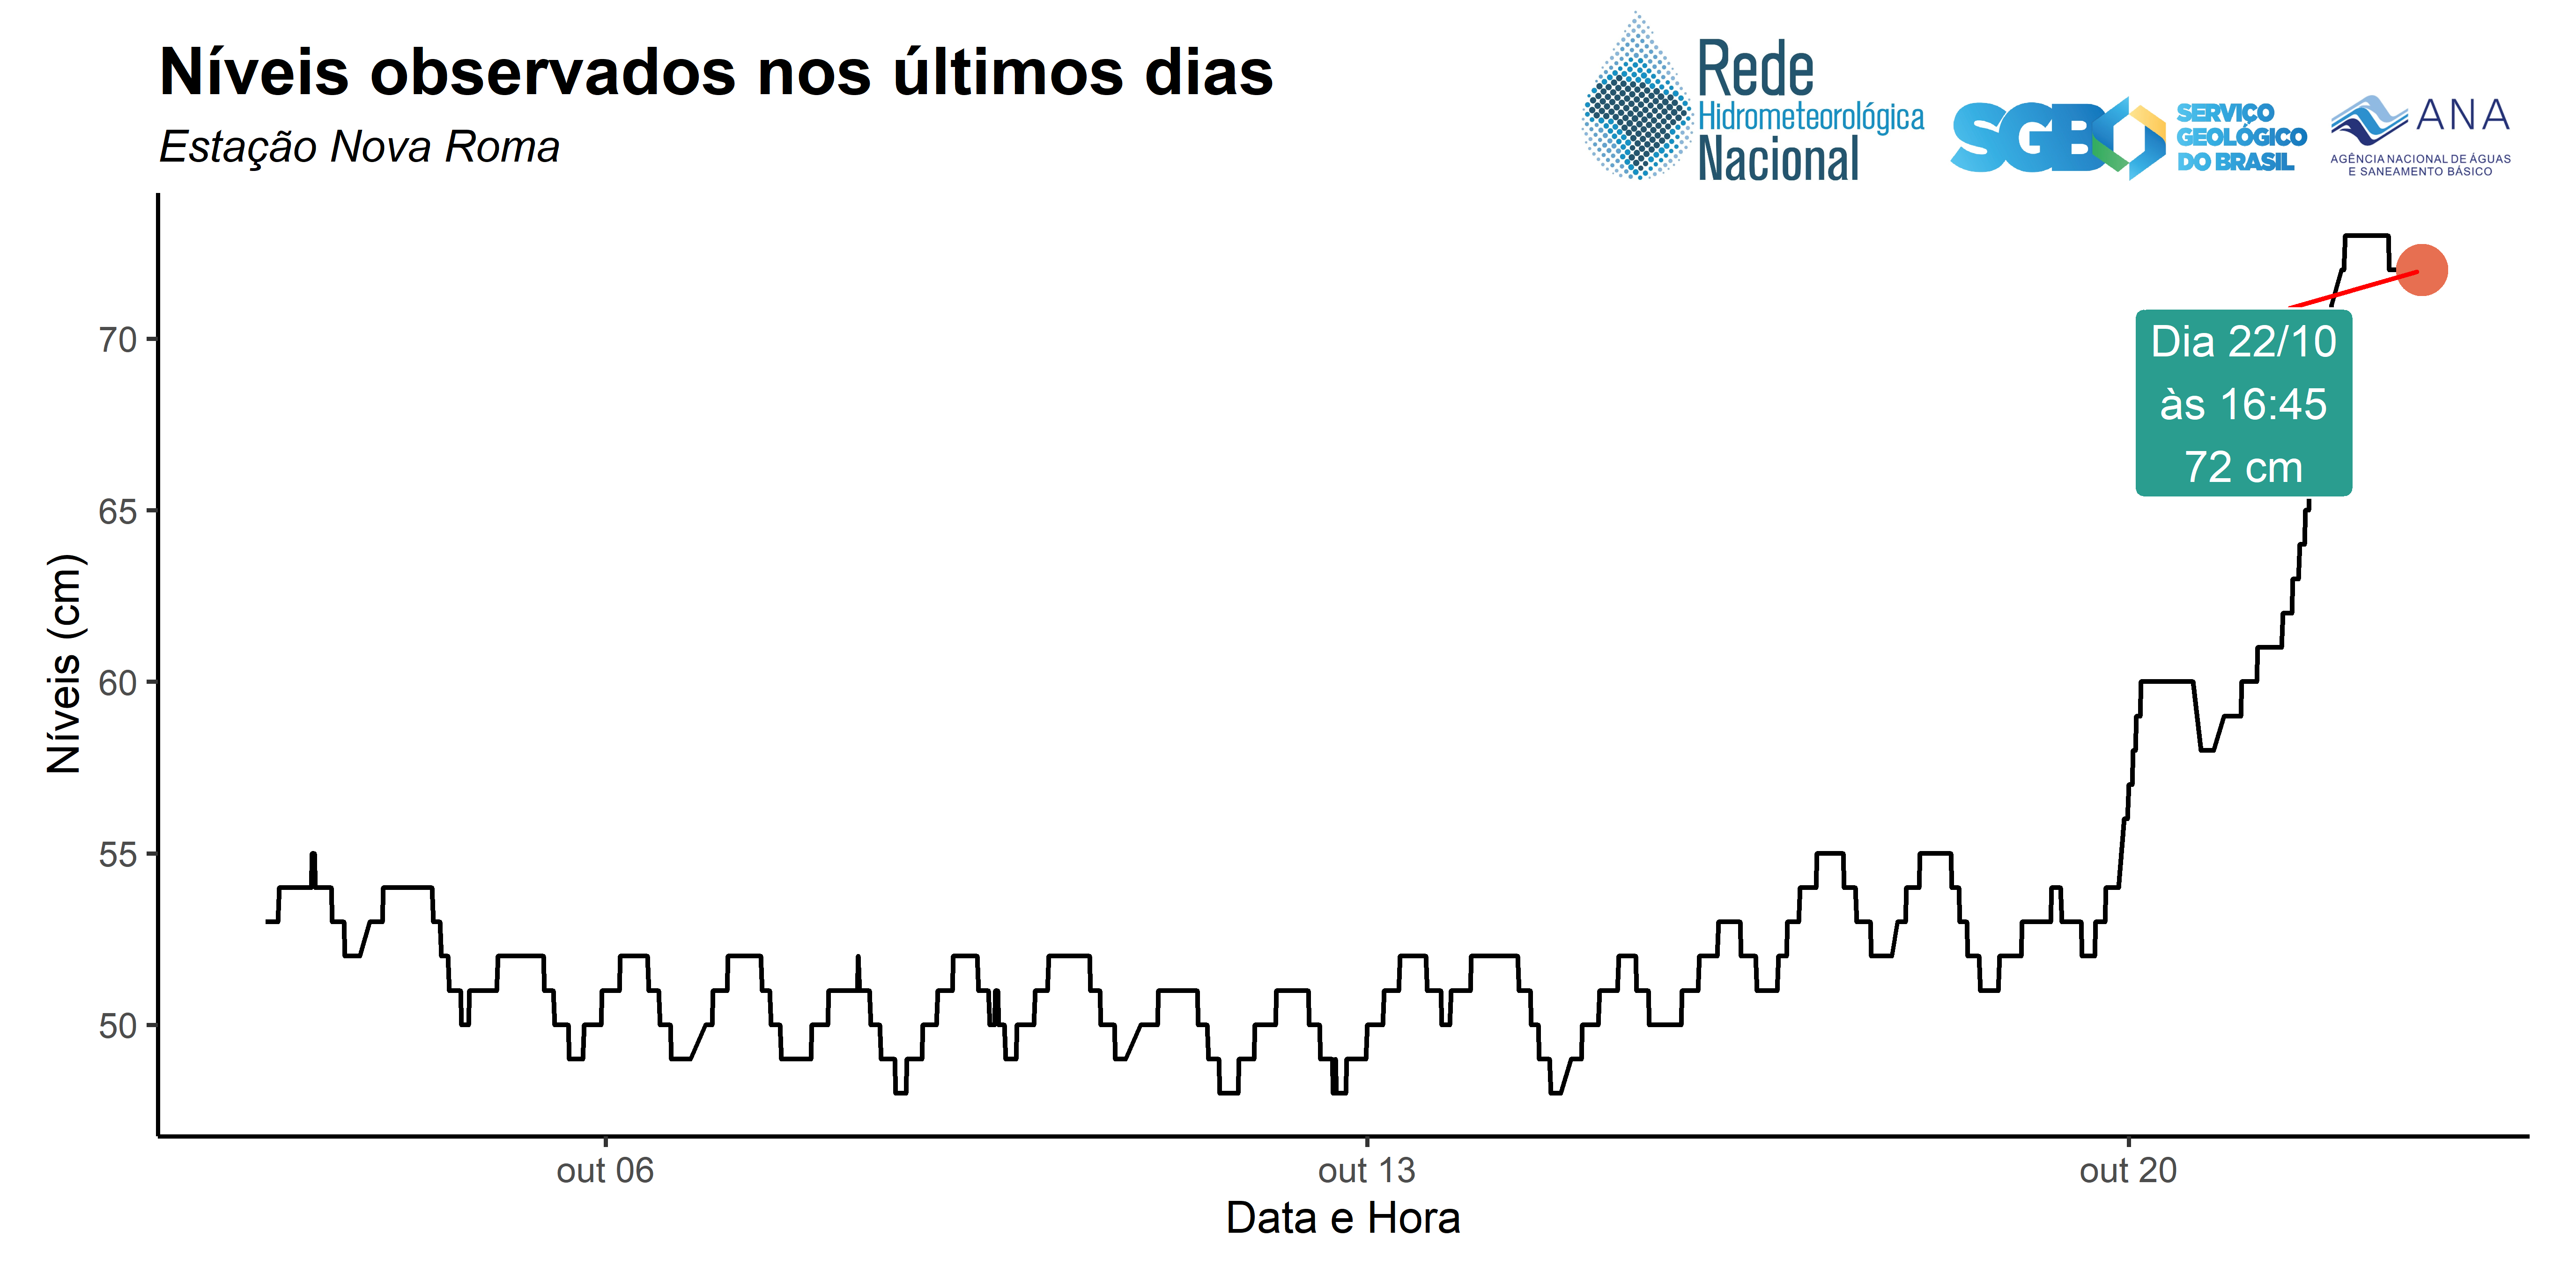 Níveis observados nos últimos dias
Estação Nova Roma
Rede
Hidrometeorológica
Nacional
SGB
SERVIÇO
GEOLÓGICO
DO BRASIL
ANA
AGÊNCIA NACIONAL DE ÁGUAS
E SANEAMENTO BÁSICO
70
65
60
55
50
Níveis (cm)
Dia 22/10
às 16:45
72 cm
out 06
out 13
out 20
Data e Hora